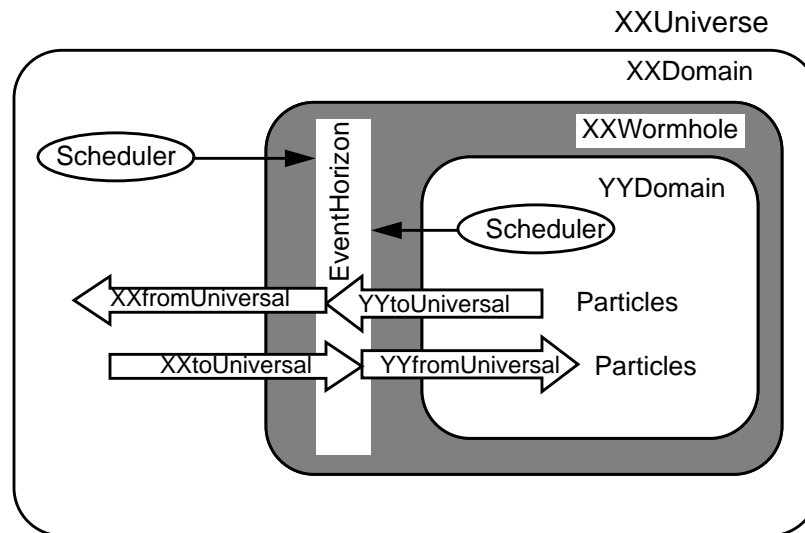 XXUniverse
XXDomain
XXWormhole
EventHorizon
Scheduler
YYDomain
Scheduler
XXfromUniversal
YYtoUniversal
Particles
XXtoUniversal
YYfromUniversal
Particles